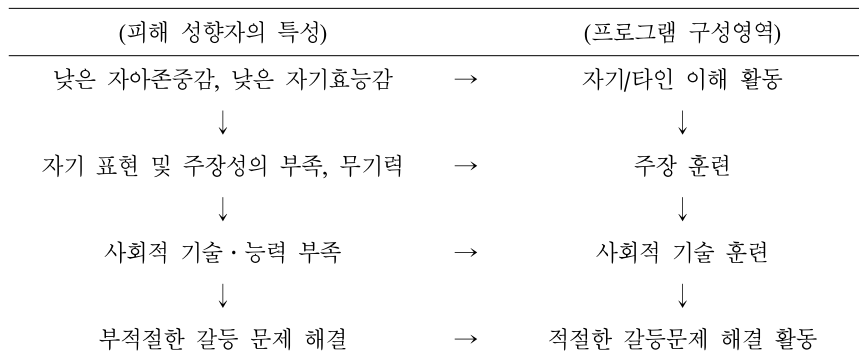 (피해 성향자의 특성) (프로그램 구성영역)
낮은 자아존중감, 낮은 자기효능감 → 자기/타인 이해 활동
↓ ↓
자기 표현 및 주장성의 부족, 무기력 → 주장 훈련
↓ ↓
사회적 기술·능력 부족 → 사회적 기술 훈련
↓ ↓
부적절한 갈등 문제 해결 → 적절한 갈등문제 해결 활동